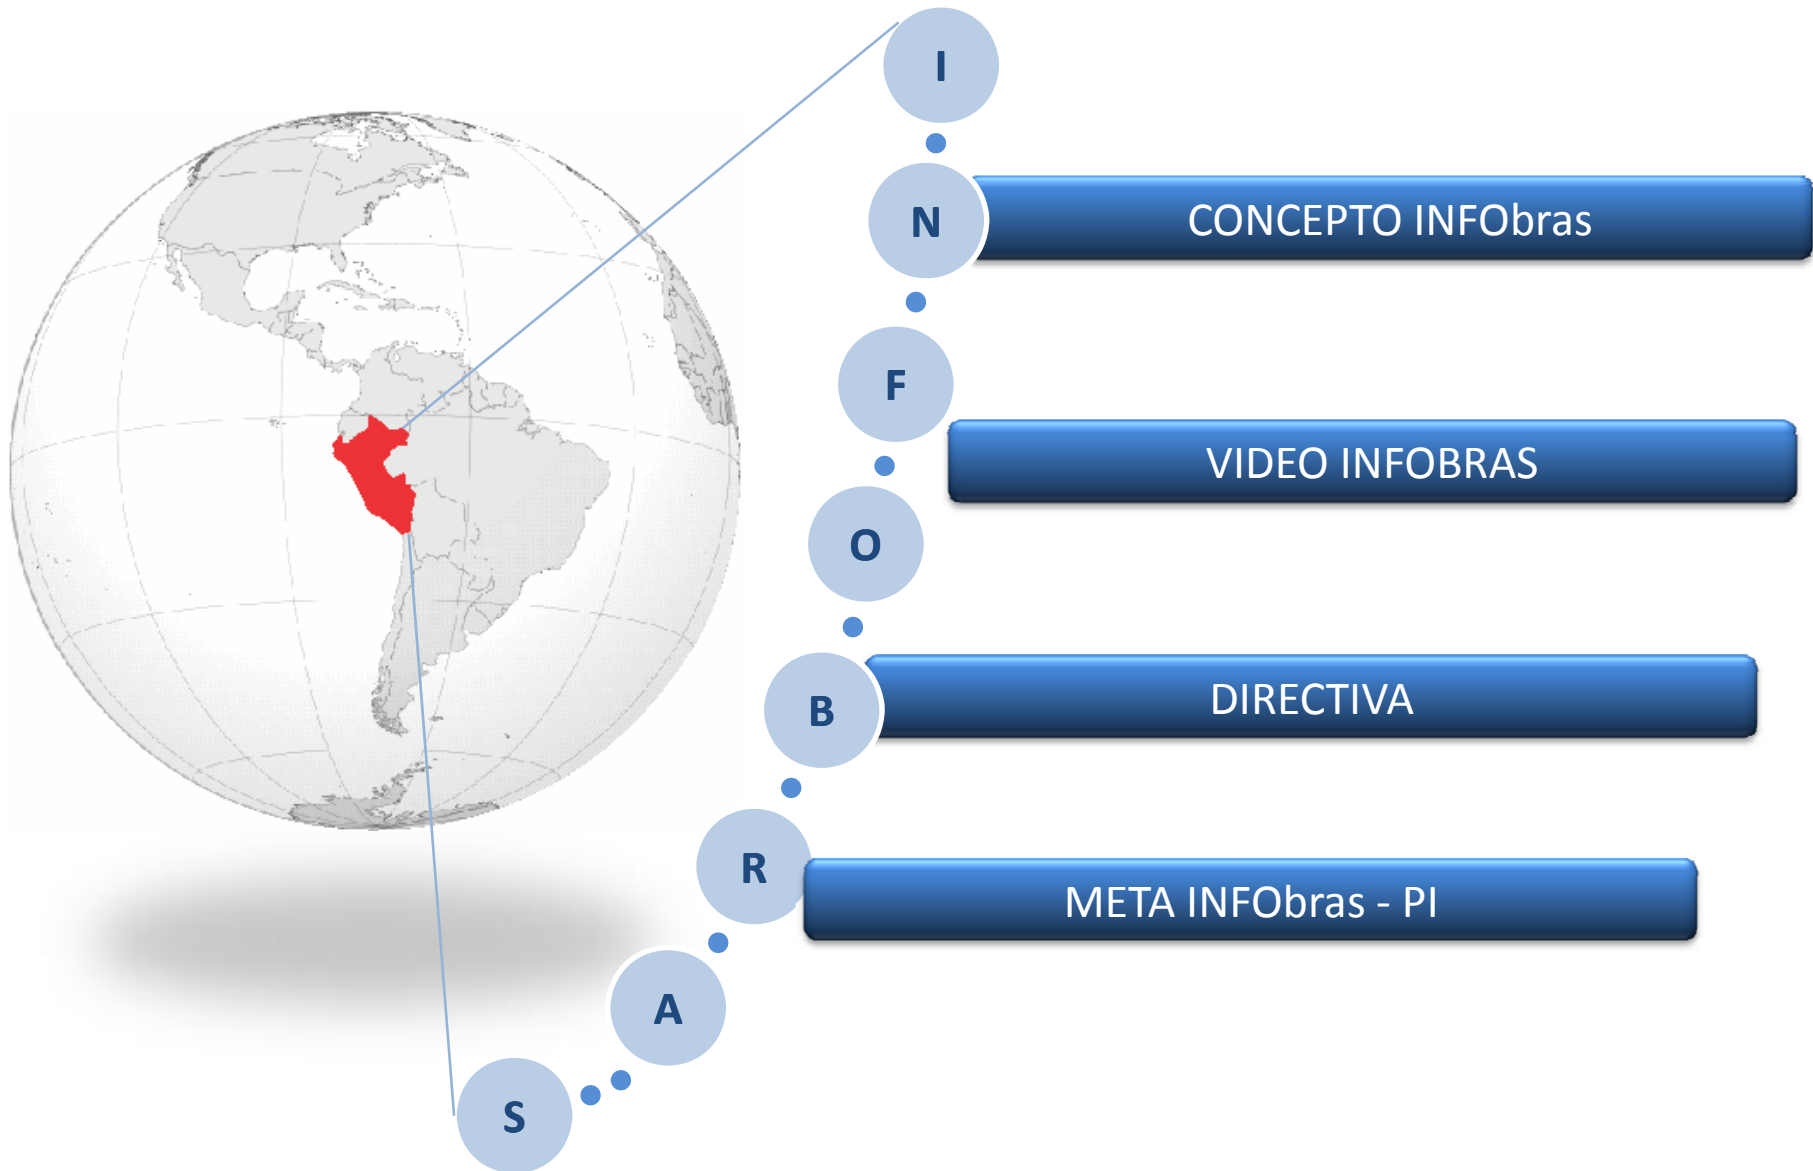 I
N
CONCEPTO INFObras
F
VIDEO INFOBRAS
O
B
DIRECTIVA
R
META INFObras - PI
A
S